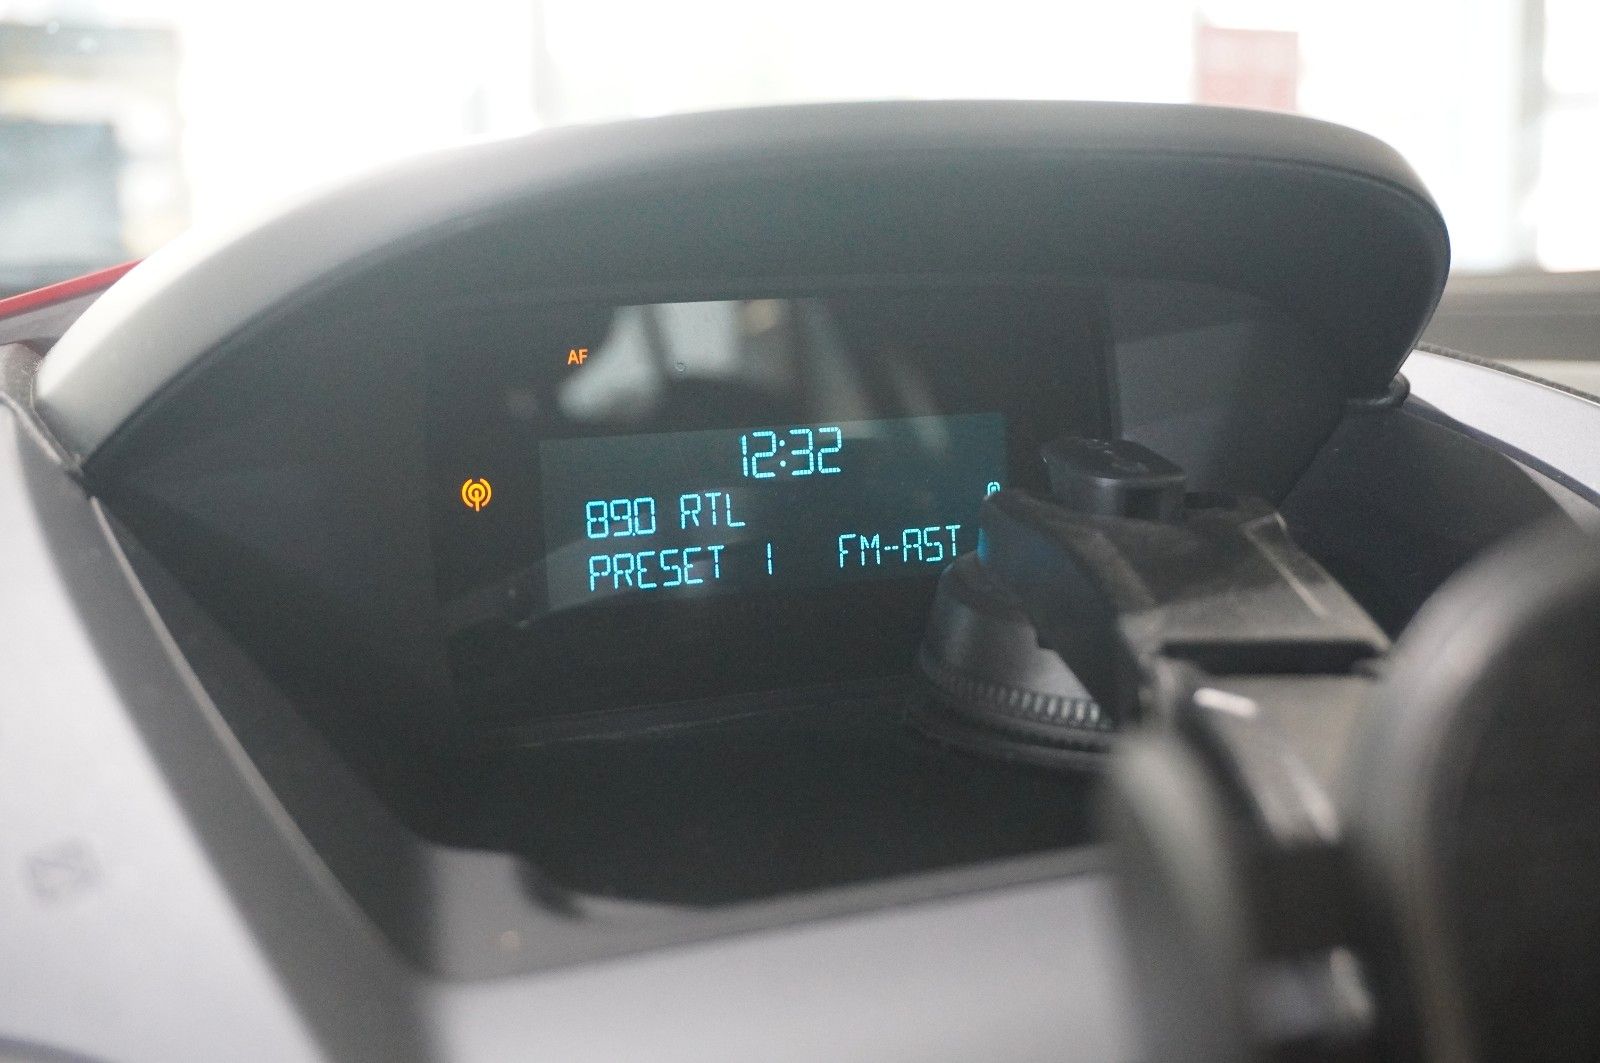 AF
12:32
89.0 RTL
PRESET 1 FM-AST